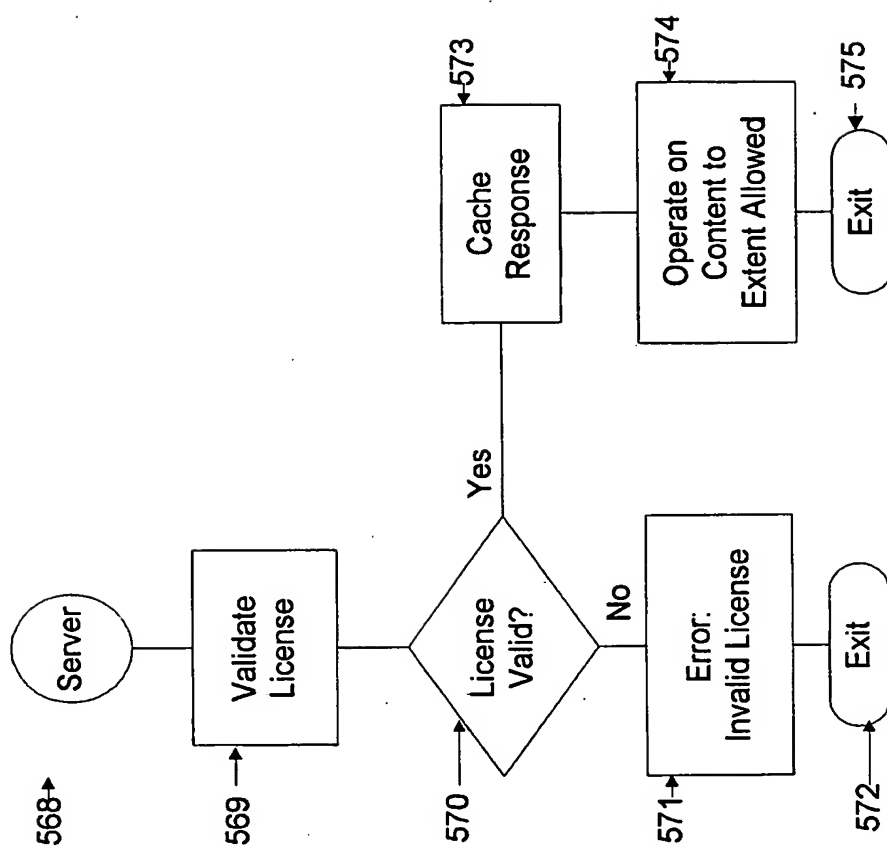 568
Server
569
Validate
License
570
License
Valid?
Yes
No
571
Error:
Invalid License
572
Exit
573
Cache
Response
574
Operate on
Content to
Extent Allowed
575
Exit